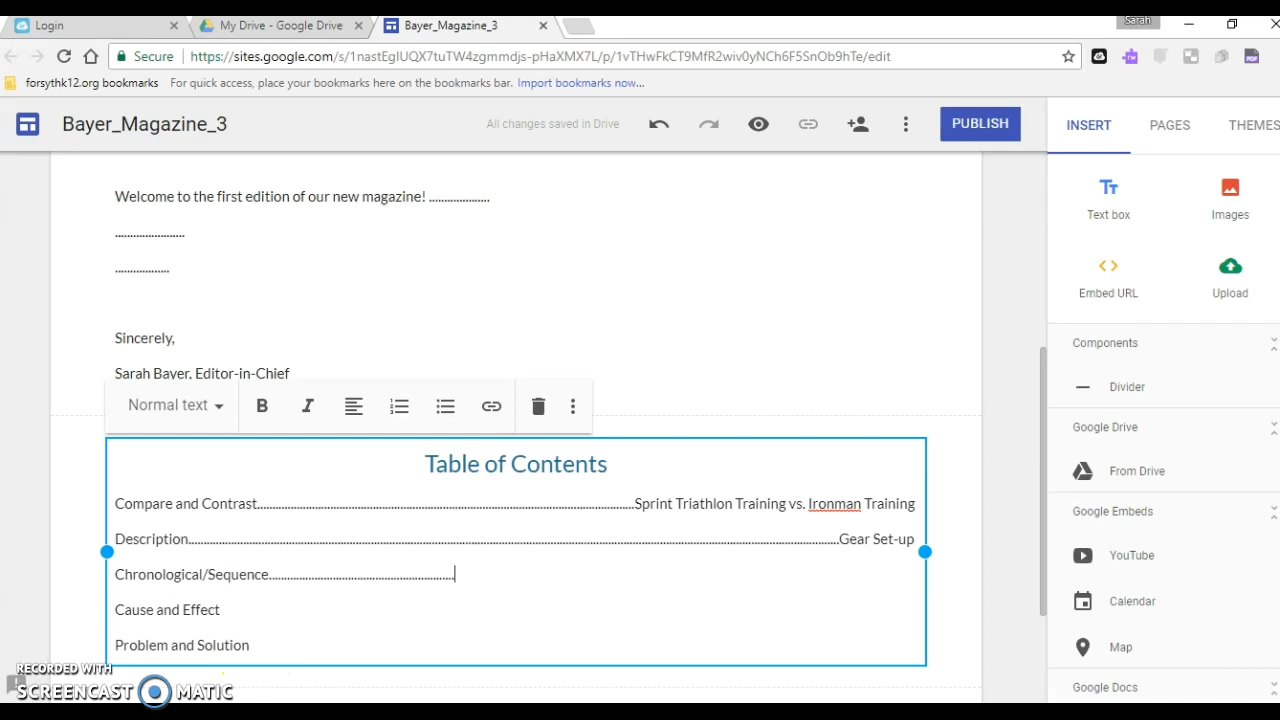 Login
My Drive - Google Drive
Bayer_Magazine_3
Sarah
Secure
https://sites.google.com/s/1nastEgIUQX7tuTW4zgmmdjs-pHaXMX7L/p/1vTHwFkCT9MfR2wiv0yNCh6F5SnOb9hTe/edit
forsythk12.org bookmarks
For quick access, place your bookmarks here on the bookmarks bar. Import bookmarks now...
Bayer_Magazine_3
All changes saved in Drive
PUBLISH
INSERT
PAGES
THEMES
Welcome to the first edition of our new magazine! ....................
.......................
..................
Sincerely,
Sarah Bayer, Editor-in-Chief
Normal text
B
I
Table of Contents
Compare and Contrast............................................................................................................................Sprint Triathlon Training vs. Ironman Training
Description.....................................................................................................................................................................................................................Gear Set-up
Chronological/Sequence.............................................................
Cause and Effect
Problem and Solution
Tt
Text box
Images
Embed URL
Upload
Components
Divider
Google Drive
From Drive
Google Embeds
YouTube
Calendar
Map
Google Docs
RECORDED WITH
SCREENCAST MATIC